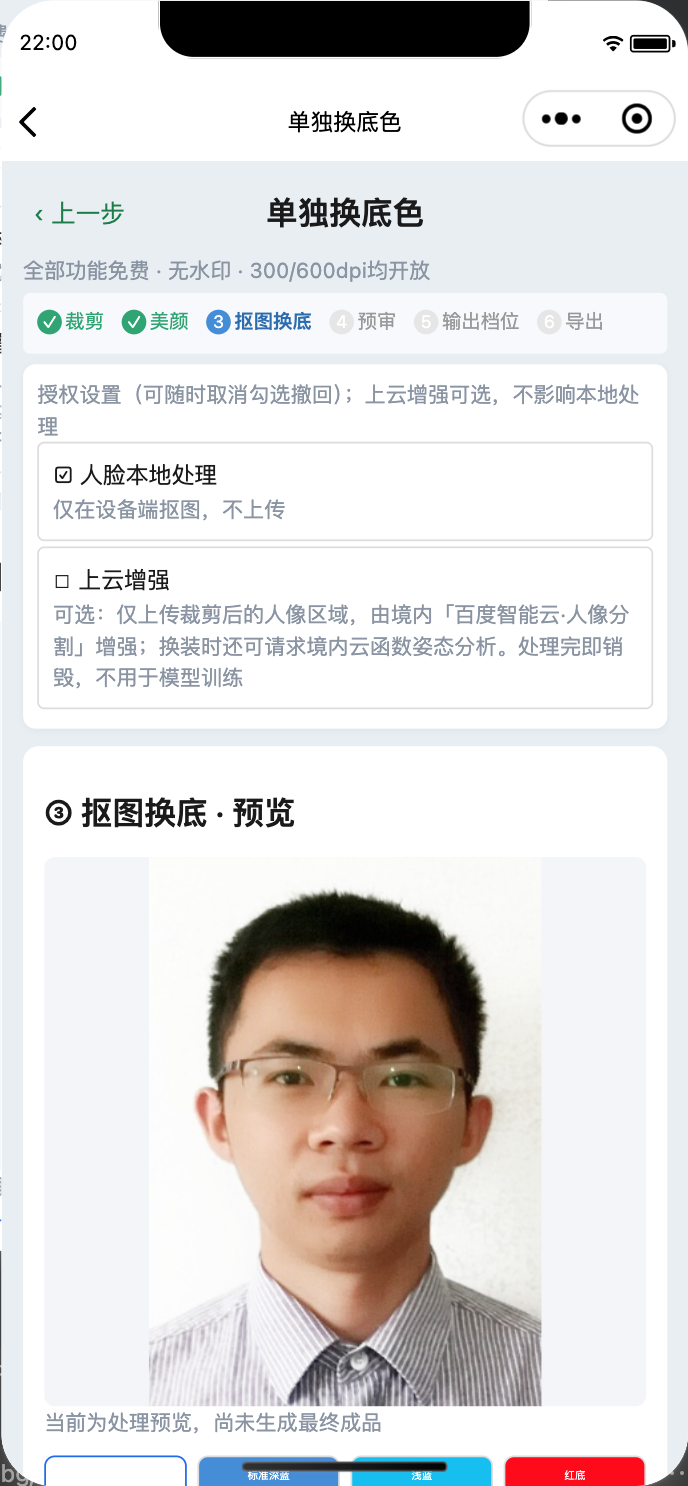 22:00
单独换底色
‹ 上一步
单独换底色
全部功能免费 · 无水印 · 300/600dpi均开放
裁剪 美颜 3 抠图换底 4 预审 5 输出档位 6 导出
授权设置（可随时取消勾选撤回）；上云增强可选，不影响本地处
理
☑ 人脸本地处理
仅在设备端抠图，不上传
☐ 上云增强
可选：仅上传裁剪后的人像区域，由境内「百度智能云·人像分
割」增强；换装时还可请求境内云函数姿态分析。处理完即销
毁，不用于模型训练
③ 抠图换底 · 预览
当前为处理预览，尚未生成最终成品
标准深蓝 浅蓝 红底